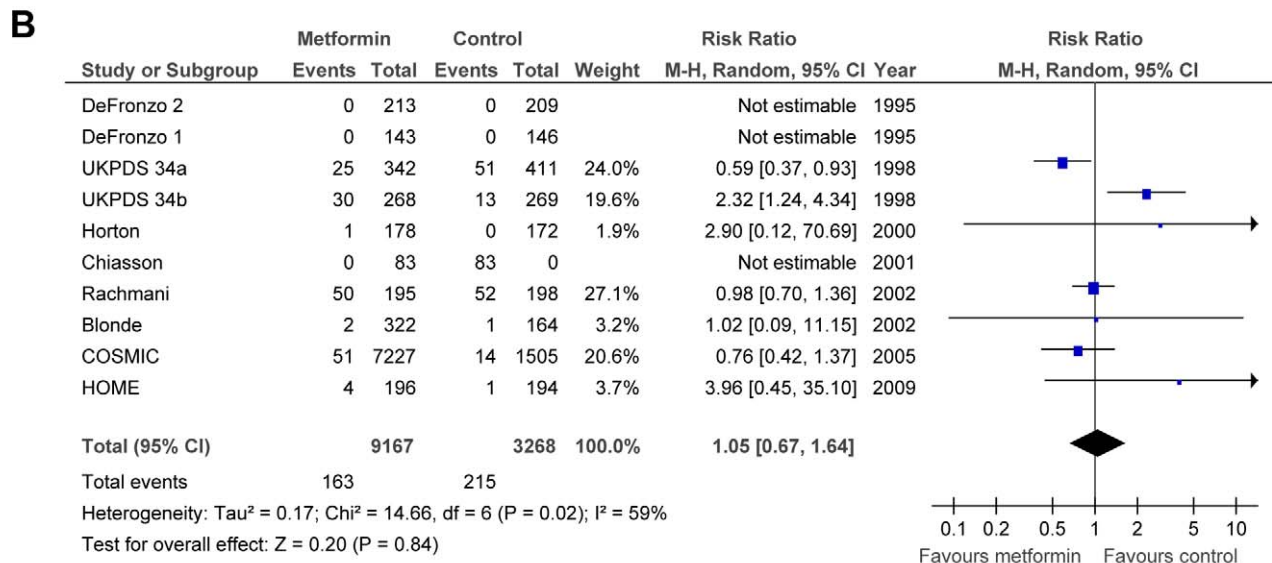 B
Metformin Control Risk Ratio Risk Ratio
Study or Subgroup Events Total Events Total Weight M-H, Random, 95% CI Year M-H, Random, 95% CI
DeFronzo 2 0 213 0 209 Not estimable 1995
DeFronzo 1 0 143 0 146 Not estimable 1995
UKPDS 34a 25 342 51 411 24.0% 0.59 [0.37, 0.93] 1998
UKPDS 34b 30 268 13 269 19.6% 2.32 [1.24, 4.34] 1998
Horton 1 178 0 172 1.9% 2.90 [0.12, 70.69] 2000
Chiasson 0 83 83 0 Not estimable 2001
Rachmani 50 195 52 198 27.1% 0.98 [0.70, 1.36] 2002
Blonde 2 322 1 164 3.2% 1.02 [0.09, 11.15] 2002
COSMIC 51 7227 14 1505 20.6% 0.76 [0.42, 1.37] 2005
HOME 4 196 1 194 3.7% 3.96 [0.45, 35.10] 2009
Total (95% CI) 9167 3268 100.0% 1.05 [0.67, 1.64]
Total events 163 215
Heterogeneity: Tau² = 0.17; Chi² = 14.66, df = 6 (P = 0.02); I² = 59%
Test for overall effect: Z = 0.20 (P = 0.84)
0.1 0.2 0.5 1 2 5 10
Favours metformin Favours control